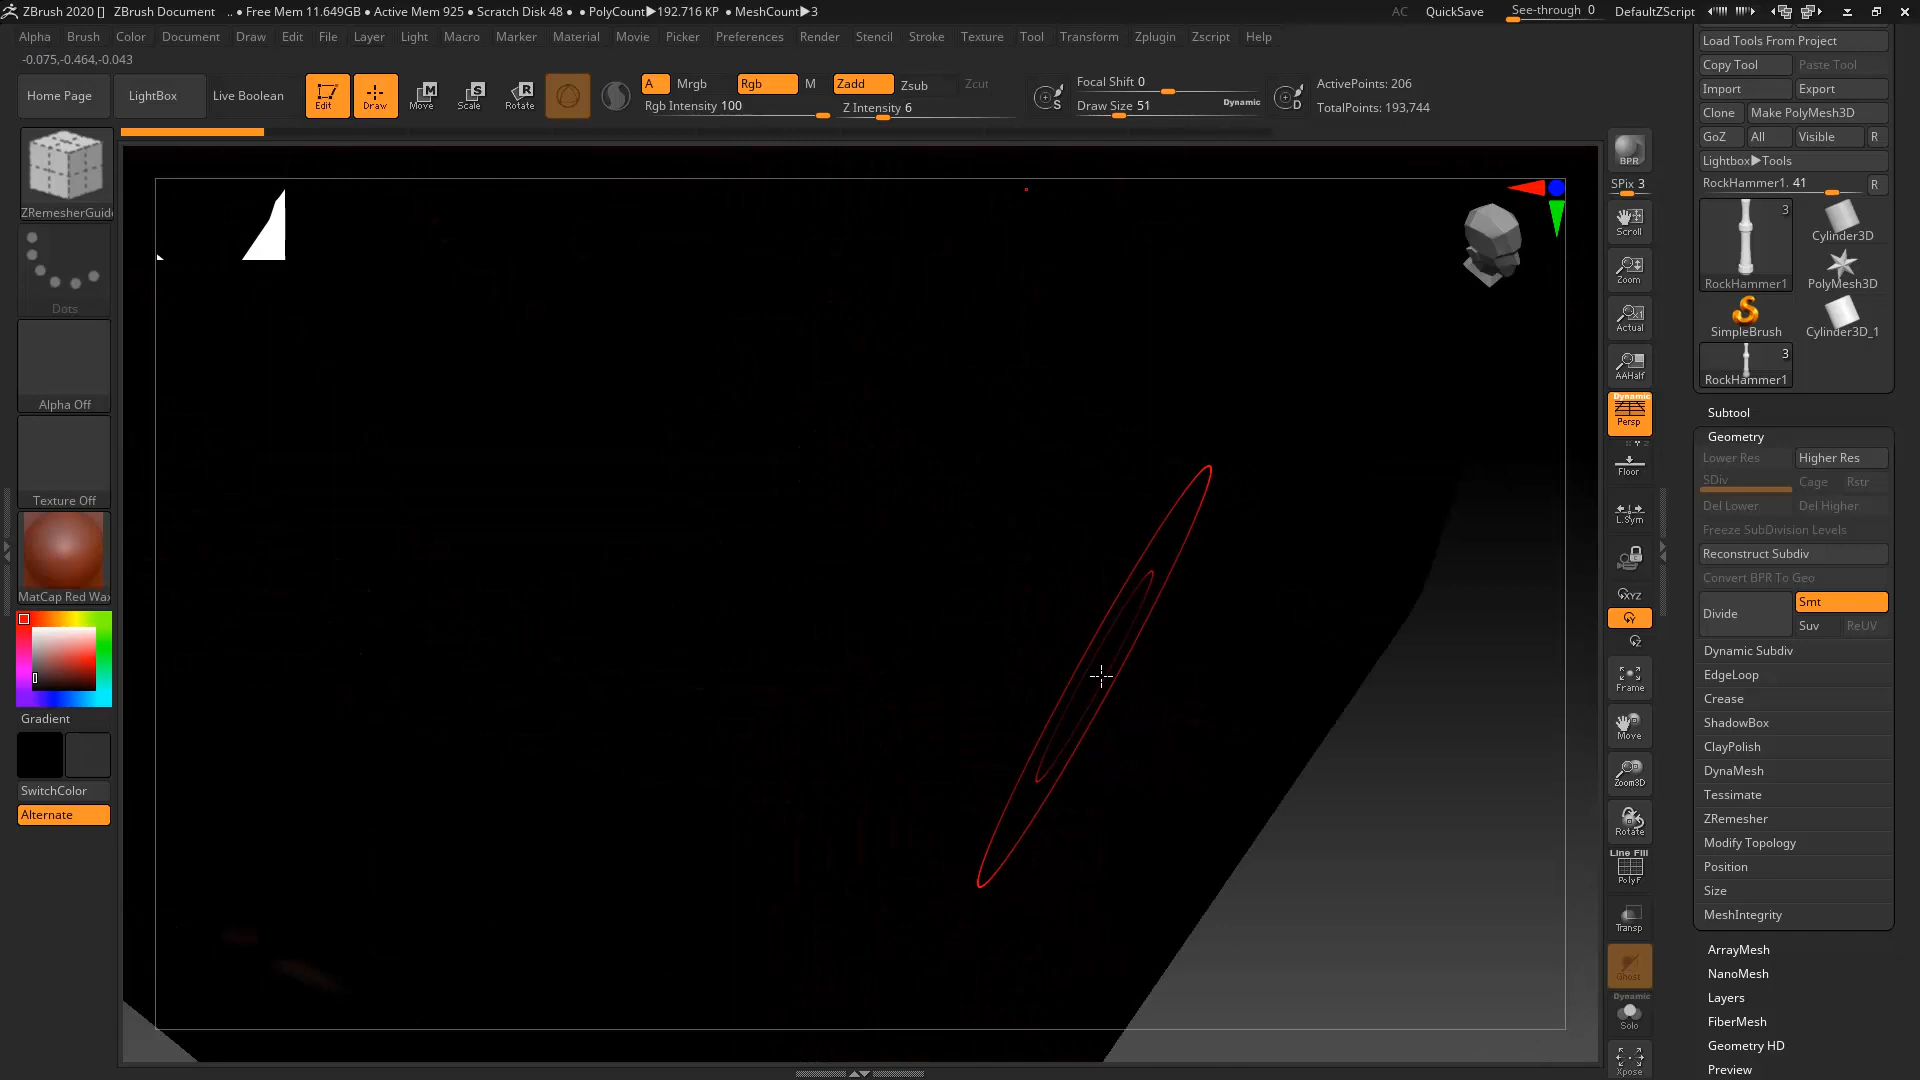 ZBrush 2020 [] ZBrush Document .. ● Free Mem 11.649GB ● Active Mem 925 ● Scratch Disk 48 ● PolyCount▶192.716 KP ● MeshCount▶3 AC QuickSave See-through 0 DefaultZScript
Alpha Brush Color Document Draw Edit File Layer Light Macro Marker Material Movie Picker Preferences Render Stencil Stroke Texture Tool Transform Zplugin Zscript Help
-0.075,-0.464,-0.043
Home Page LightBox Live Boolean Edit Draw Move Scale Rotate
A Mrgb Rgb M Zadd Zsub Zcut
Rgb Intensity 100 Z Intensity 6
Focal Shift 0
Draw Size 51 Dynamic
ActivePoints: 206
TotalPoints: 193,744
ZRemesherGuide
Dots
Alpha Off
Texture Off
MatCap Red Wax
Gradient
SwitchColor
Alternate
BPR
SPix 3
Scroll
Zoom
Actual
AAHalf
Dynamic
Persp
Floor
L.Sym
XYZ
Y
Z
Frame
Move
Zoom3D
Rotate
Line Fill
PolyF
Transp
Ghost
Dynamic
Solo
Xpose
Load Tools From Project
Copy Tool Paste Tool
Import Export
Clone Make PolyMesh3D
GoZ All Visible R
Lightbox▶Tools
RockHammer1. 41 R
3
RockHammer1 Cylinder3D
PolyMesh3D
SimpleBrush Cylinder3D_1
3
RockHammer1
Subtool
Geometry
Lower Res Higher Res
SDiv Cage Rstr
Del Lower Del Higher
Freeze SubDivision Levels
Reconstruct Subdiv
Convert BPR To Geo
Divide Smt
Suv ReUV
Dynamic Subdiv
EdgeLoop
Crease
ShadowBox
ClayPolish
DynaMesh
Tessimate
ZRemesher
Modify Topology
Position
Size
MeshIntegrity
ArrayMesh
NanoMesh
Layers
FiberMesh
Geometry HD
Preview